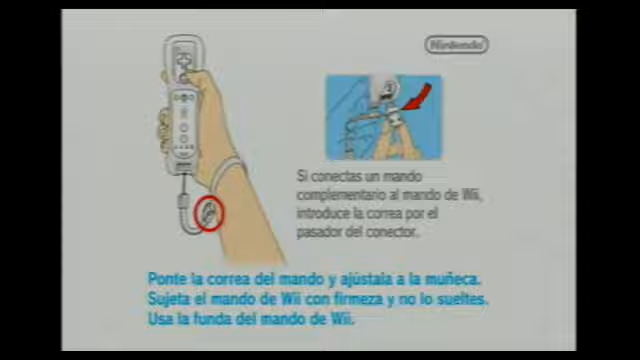 Nintendo
Si conectas un mando
complementario al mando de Wii,
introduce la correa por el
pasador del conector.
Ponte la correa del mando y ajústala a la muñeca.
Sujeta el mando de Wii con firmeza y no lo sueltes.
Usa la funda del mando de Wii.